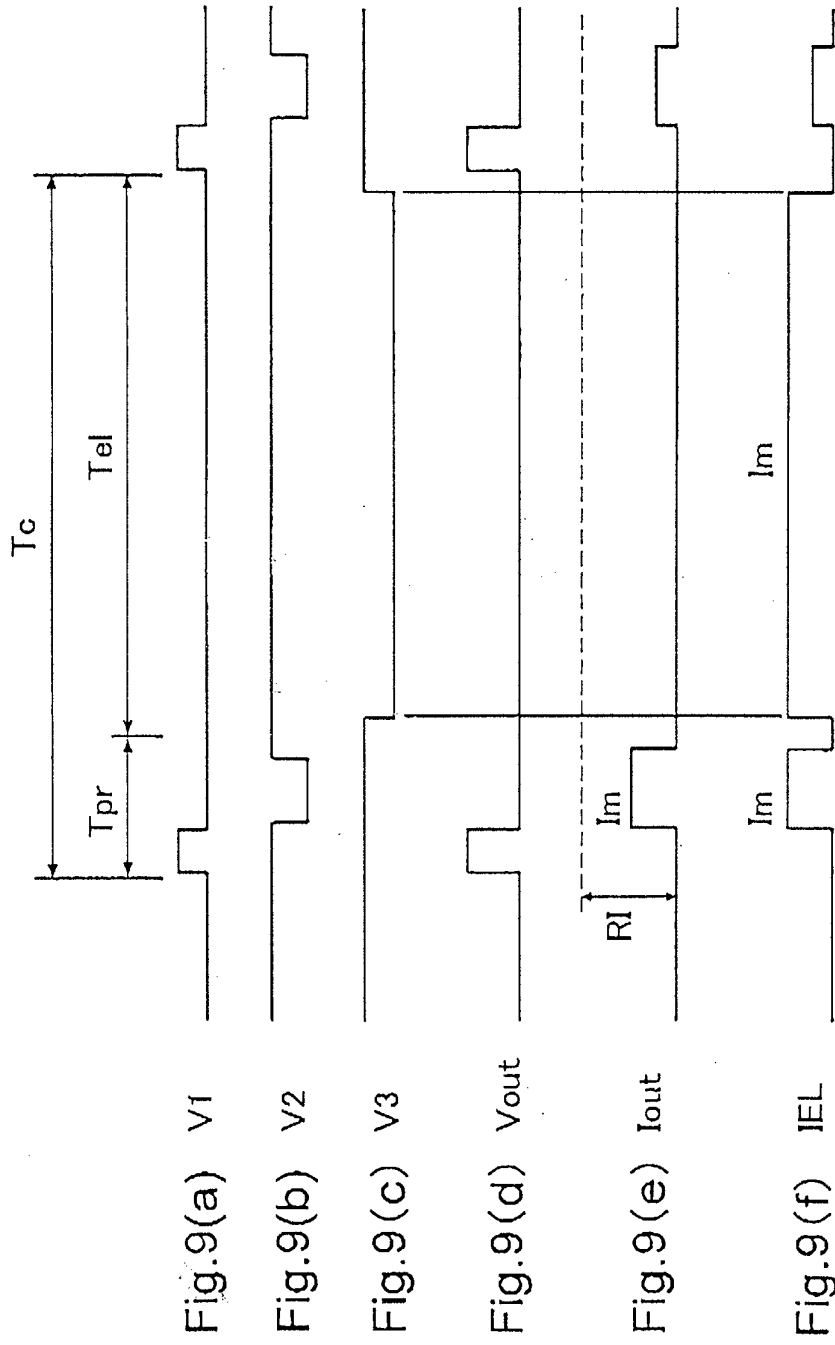 Tc
Tpr
Tel
Fig.9(a) V1
Fig.9(b) V2
Fig.9(c) V3
Fig.9(d) Vout
RI
Im
Fig.9(e) Iout
Im
Im
Fig.9(f) IEL